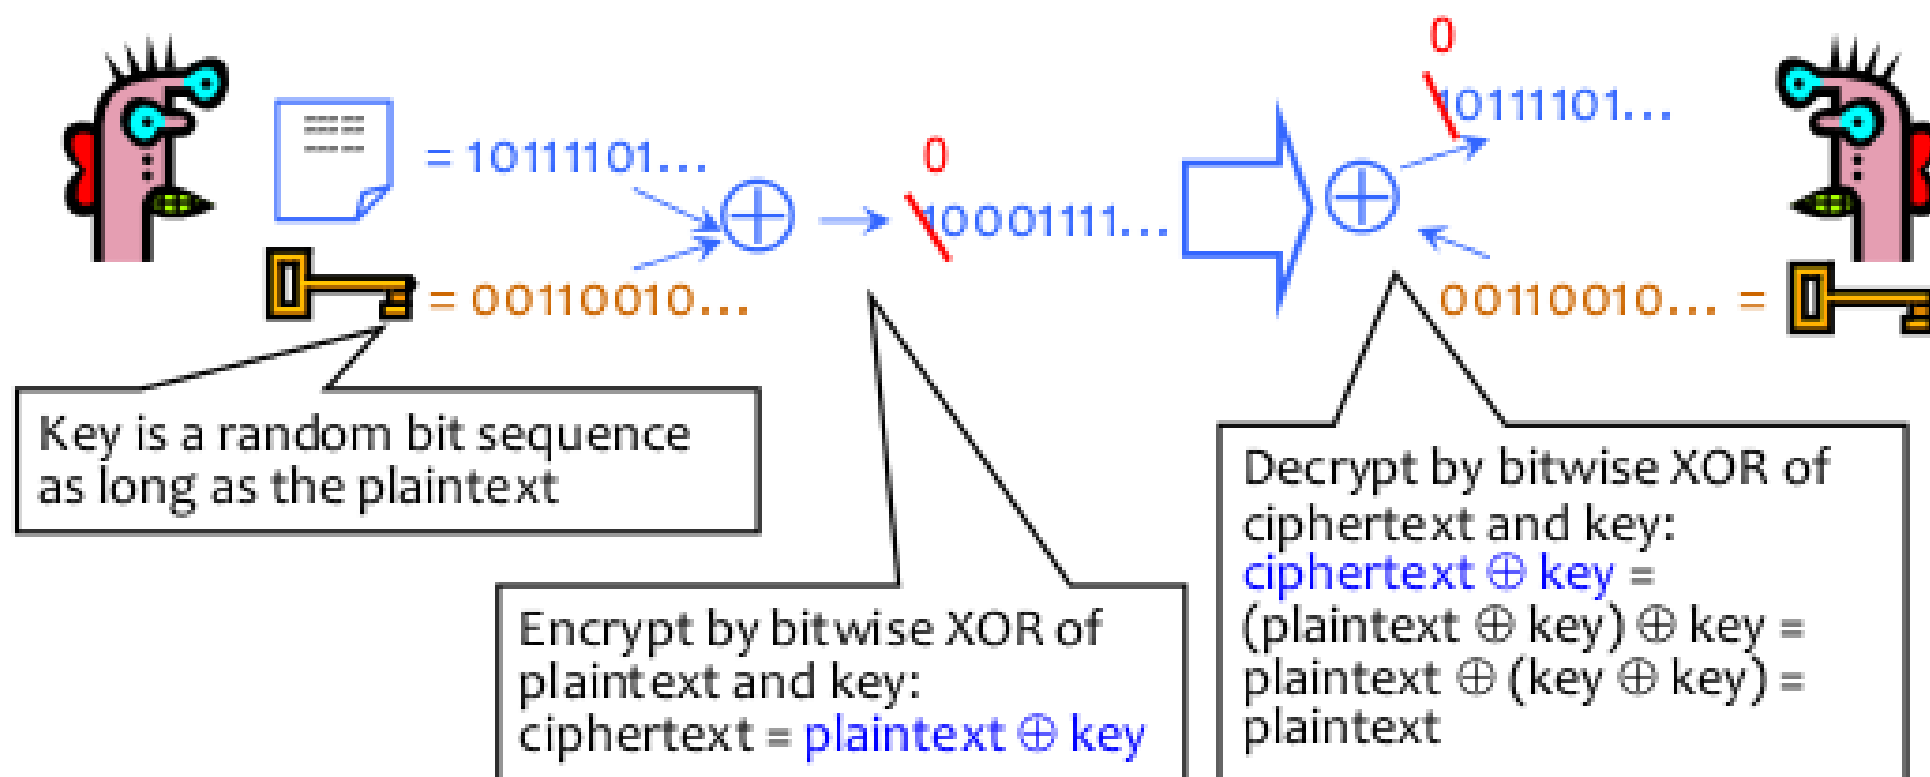 0
0
= 10111101...
10111101...
10001111...
= 00110010...
00110010... =
Key is a random bit sequence
as long as the plaintext
Encrypt by bitwise XOR of
plaintext and key:
ciphertext = plaintext ⊕ key
Decrypt by bitwise XOR of
ciphertext and key:
ciphertext ⊕ key =
(plaintext ⊕ key) ⊕ key =
plaintext ⊕ (key ⊕ key) =
plaintext